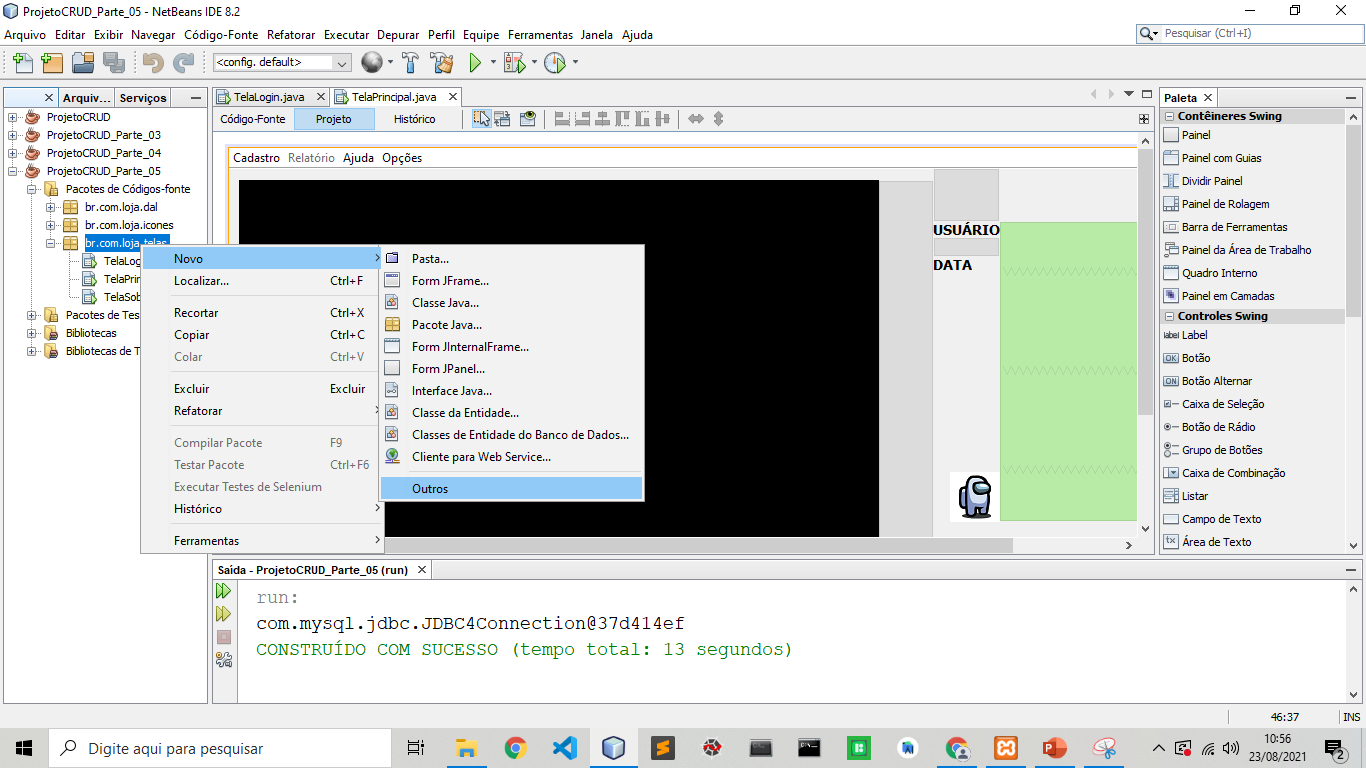 ProjetoCRUD_Parte_05 - NetBeans IDE 8.2
Arquivo Editar Exibir Navegar Código-Fonte Refatorar Executar Depurar Perfil Equipe Ferramentas Janela Ajuda
Pesquisar (Ctrl+I)
<config. default>
Arquiv... Serviços
TelaLogin.java TelaPrincipal.java
Paleta
Código-Fonte Projeto Histórico
ProjetoCRUD
ProjetoCRUD_Parte_03
ProjetoCRUD_Parte_04
ProjetoCRUD_Parte_05
Pacotes de Códigos-fonte
br.com.loja.dal
br.com.loja.icones
br.com.loja.telas
TelaLog
TelaPrin
TelaSob
Pacotes de Tes
Bibliotecas
Bibliotecas de T
Cadastro Relatório Ajuda Opções
USUÁRIO
DATA
Novo
Localizar... Ctrl+F
Recortar Ctrl+X
Copiar Ctrl+C
Colar Ctrl+V
Excluir Excluir
Refatorar
Compilar Pacote F9
Testar Pacote Ctrl+F6
Executar Testes de Selenium
Histórico
Ferramentas
Pasta...
Form JFrame...
Classe Java...
Pacote Java...
Form JInternalFrame...
Form JPanel...
Interface Java...
Classe da Entidade...
Classes de Entidade do Banco de Dados...
Cliente para Web Service...
Outros
Contêineres Swing
Painel
Painel com Guias
Dividir Painel
Painel de Rolagem
Barra de Ferramentas
Painel da Área de Trabalho
Quadro Interno
Painel em Camadas
Controles Swing
label Label
OK Botão
ON Botão Alternar
Caixa de Seleção
Botão de Rádio
Grupo de Botões
Caixa de Combinação
Listar
Campo de Texto
Área de Texto
Saída - ProjetoCRUD_Parte_05 (run)
run:
com.mysql.jdbc.JDBC4Connection@37d414ef
CONSTRUÍDO COM SUCESSO (tempo total: 13 segundos)
46:37 INS
Digite aqui para pesquisar
10:56
23/08/2021
2